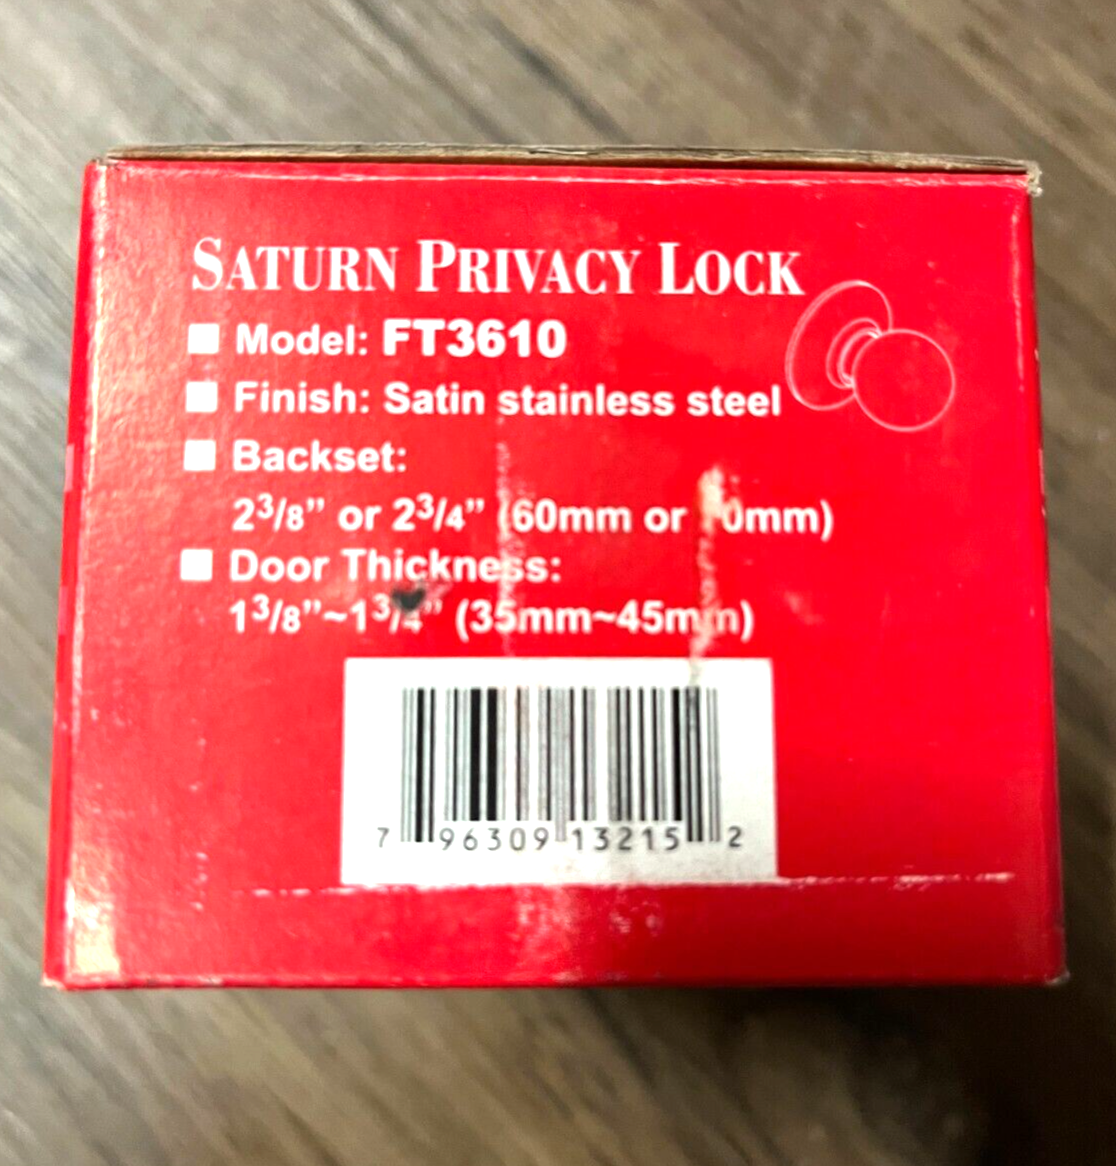 SATURN PRIVACY LOCK
Model: FT3610
Finish: Satin stainless steel
Backset:
2 3/8” or 2 3/4” (60mm or 0mm)
Door Thickness:
1 3/8”~1 3/4” (35mm~45mm)
7 96309 13215 2